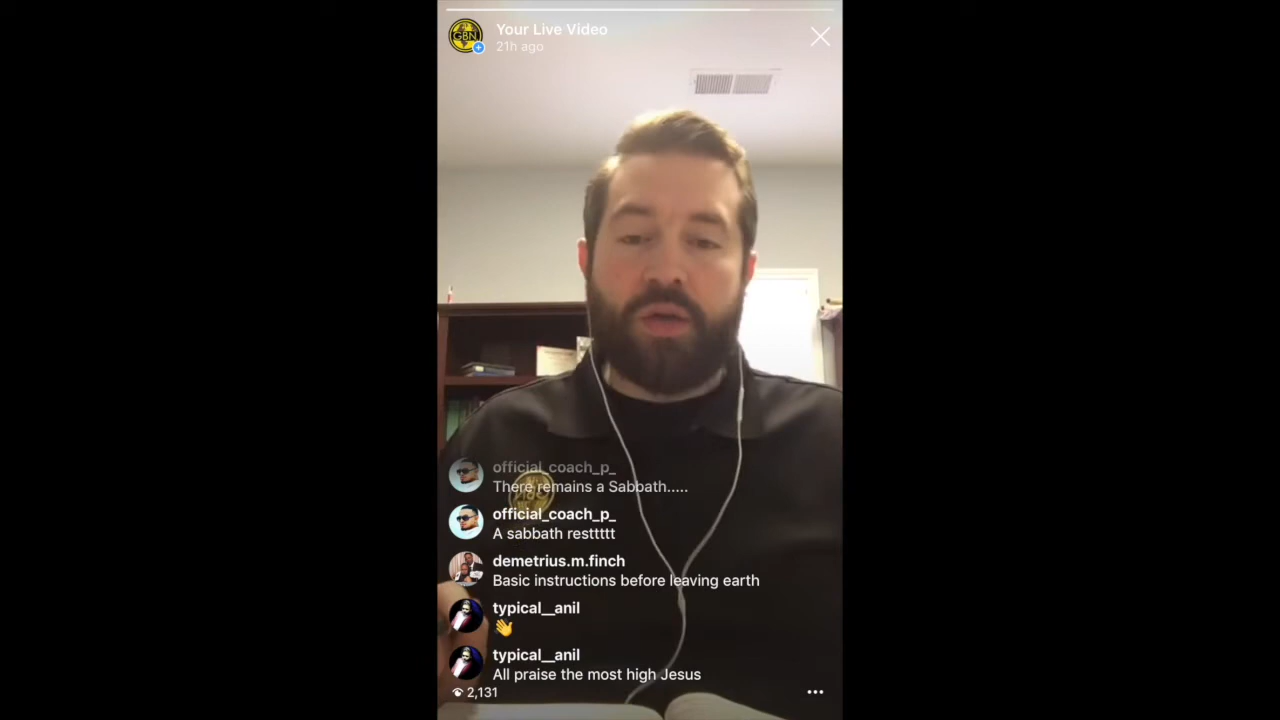 GBN
Your Live Video
21h ago
official_coach_p_
There remains a Sabbath.....
official_coach_p_
A sabbath resttttt
demetrius.m.finch
Basic instructions before leaving earth
typical__anil
👋
typical__anil
All praise the most high Jesus
2,131